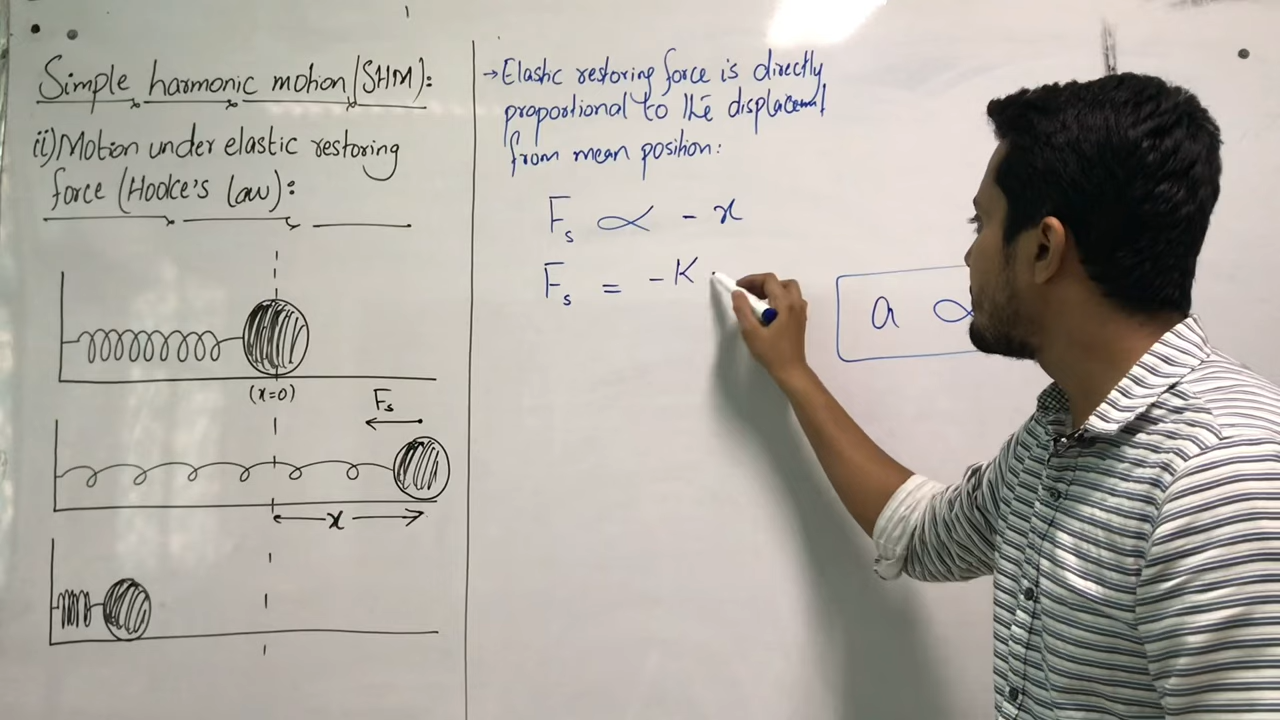 Simple harmonic motion (SHM):
ii) Motion under elastic restoring
force (Hooke's law):
(x=0)
Fs
x
→ Elastic restoring force is directly
proportional to the displacement
from mean position:
Fs ∝ - x
Fs = -K
a ∝